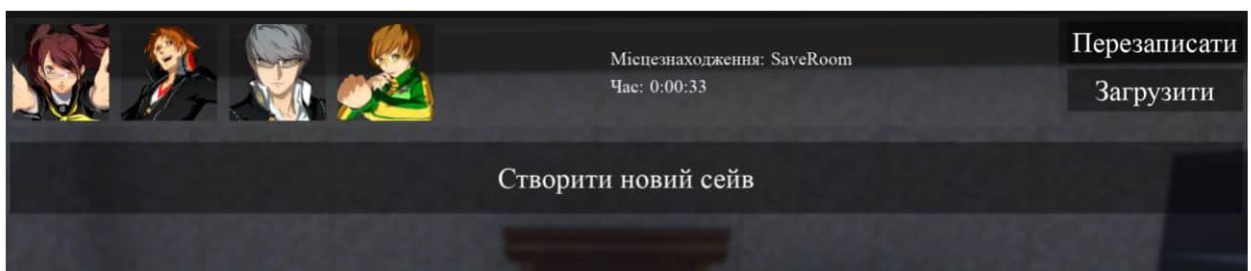 Місцезнаходження: SaveRoom
Час: 0:00:33
Перезаписати
Загрузити
Створити новий сейв